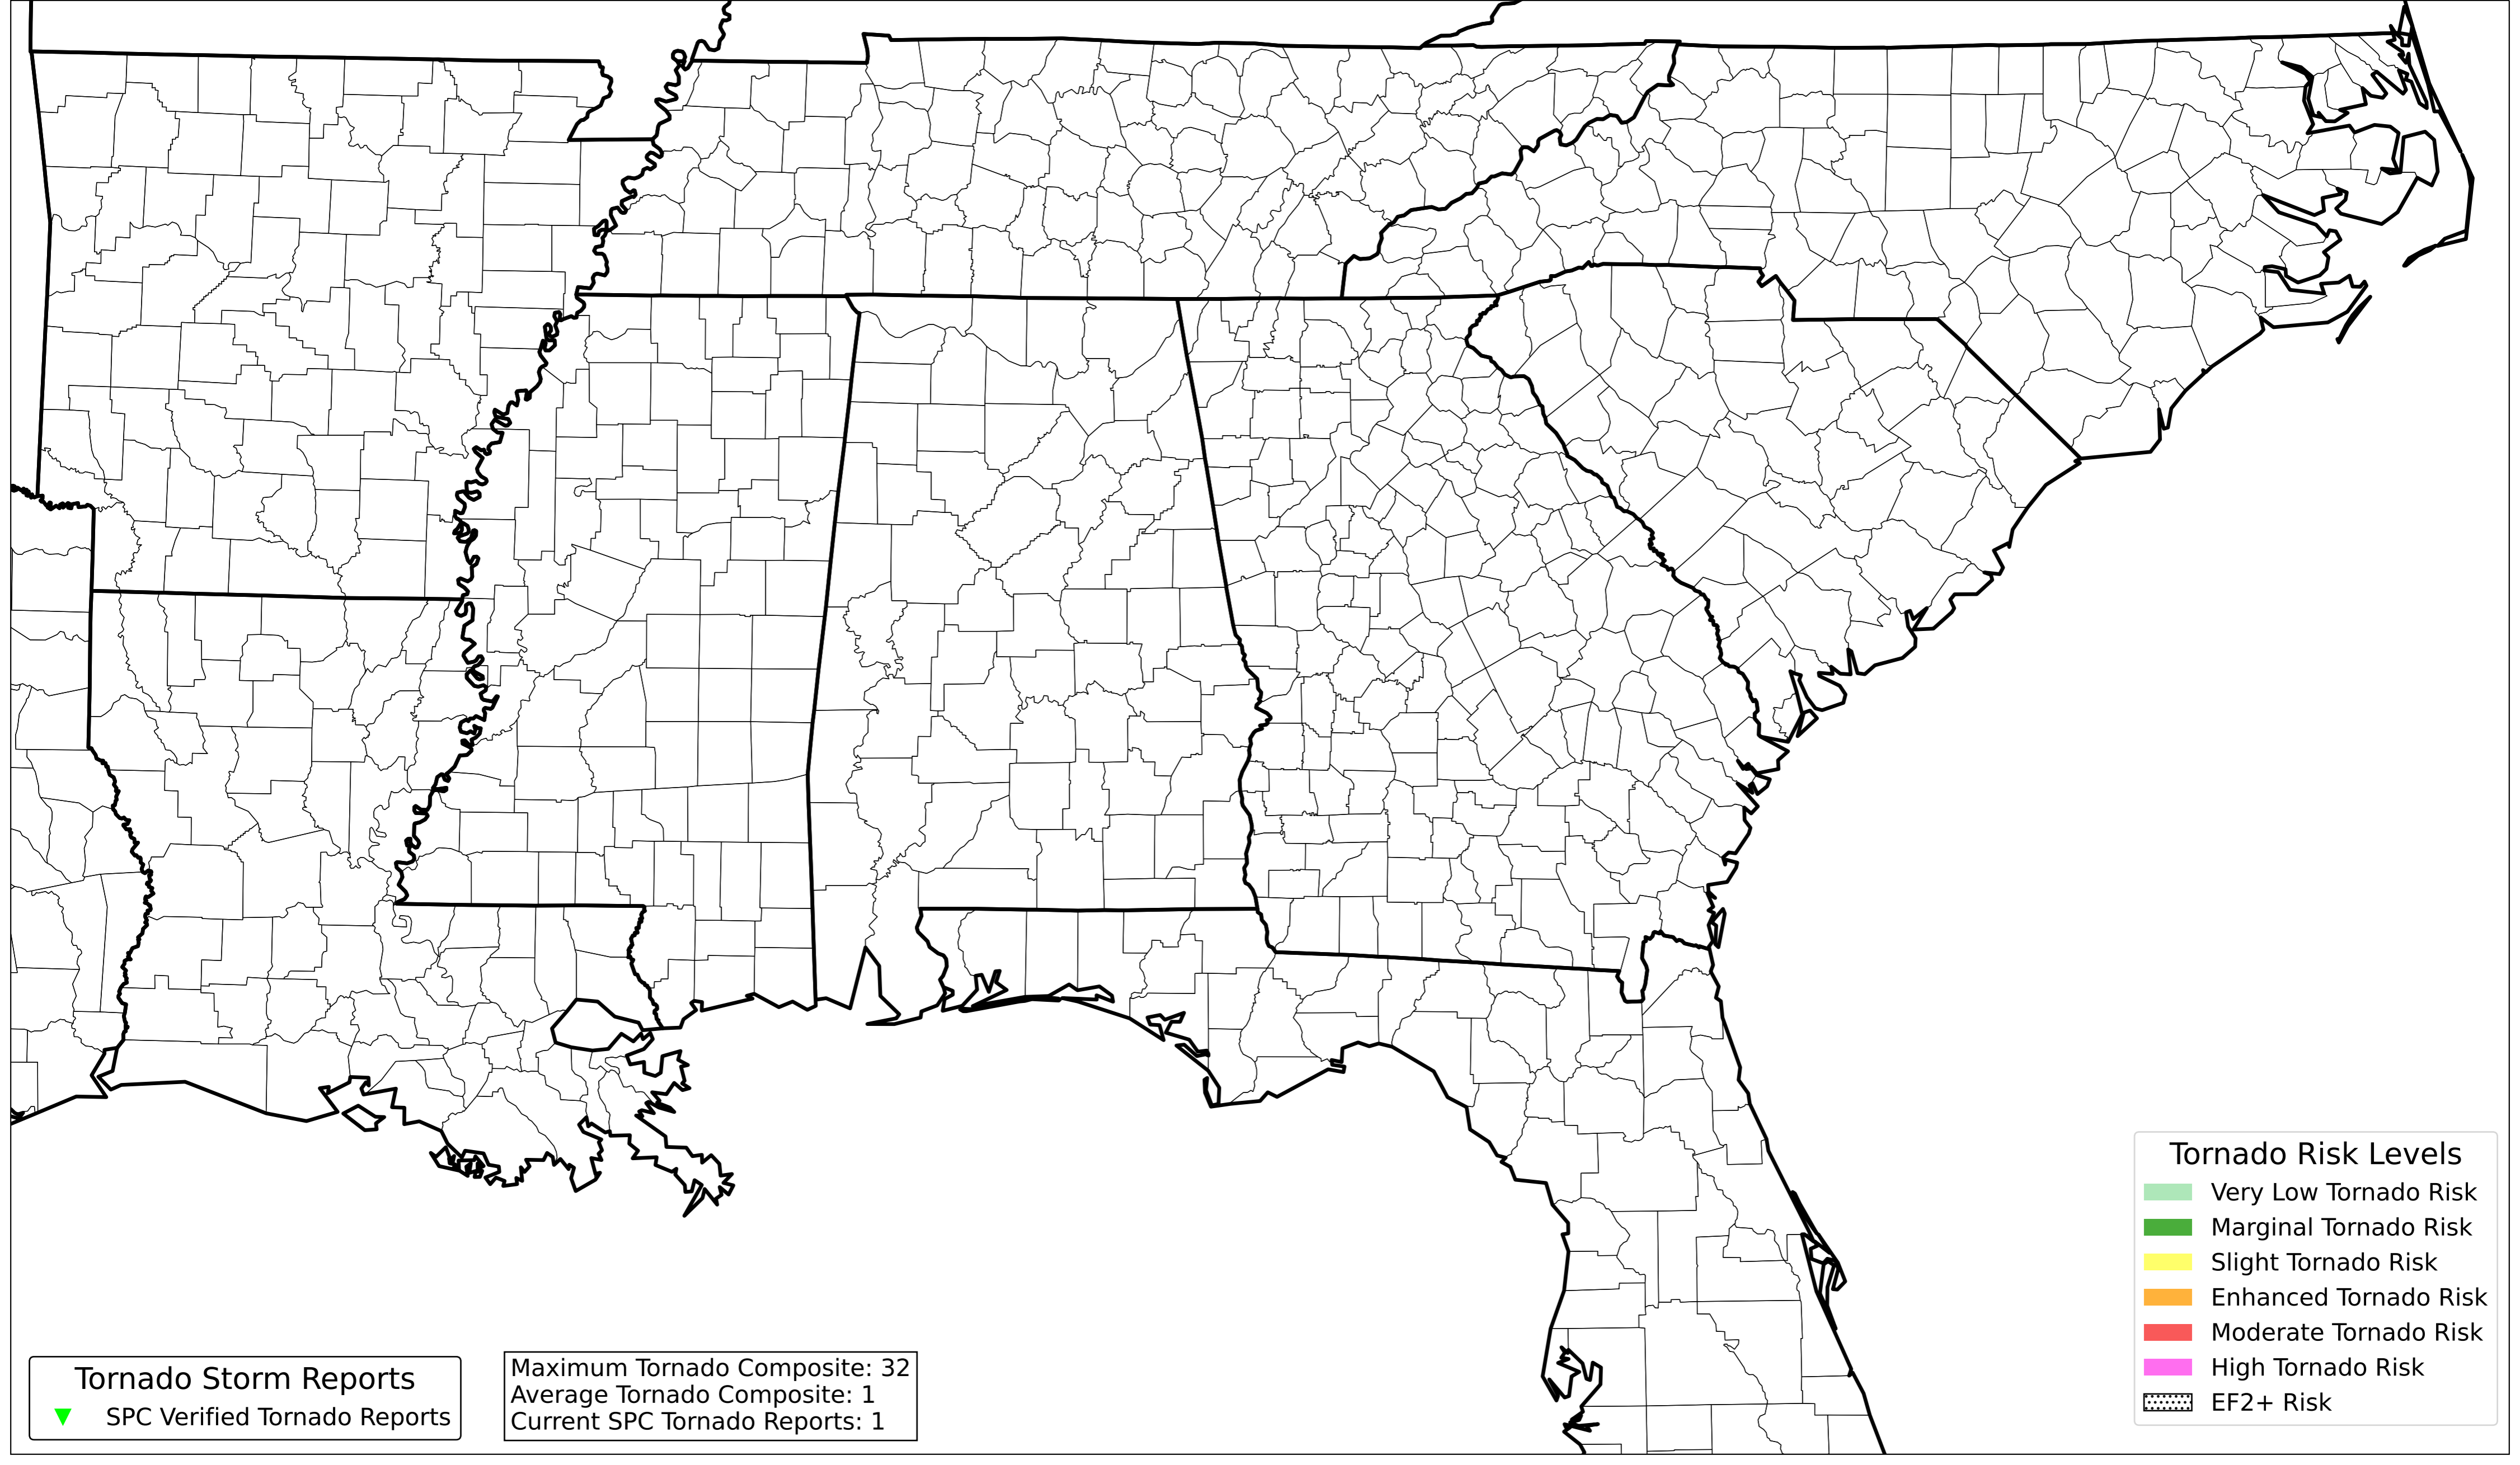 Tornado Risk Levels
Very Low Tornado Risk
Marginal Tornado Risk
Slight Tornado Risk
Enhanced Tornado Risk
Moderate Tornado Risk
High Tornado Risk
EF2+ Risk
Tornado Storm Reports
SPC Verified Tornado Reports
Maximum Tornado Composite: 32
Average Tornado Composite: 1
Current SPC Tornado Reports: 1